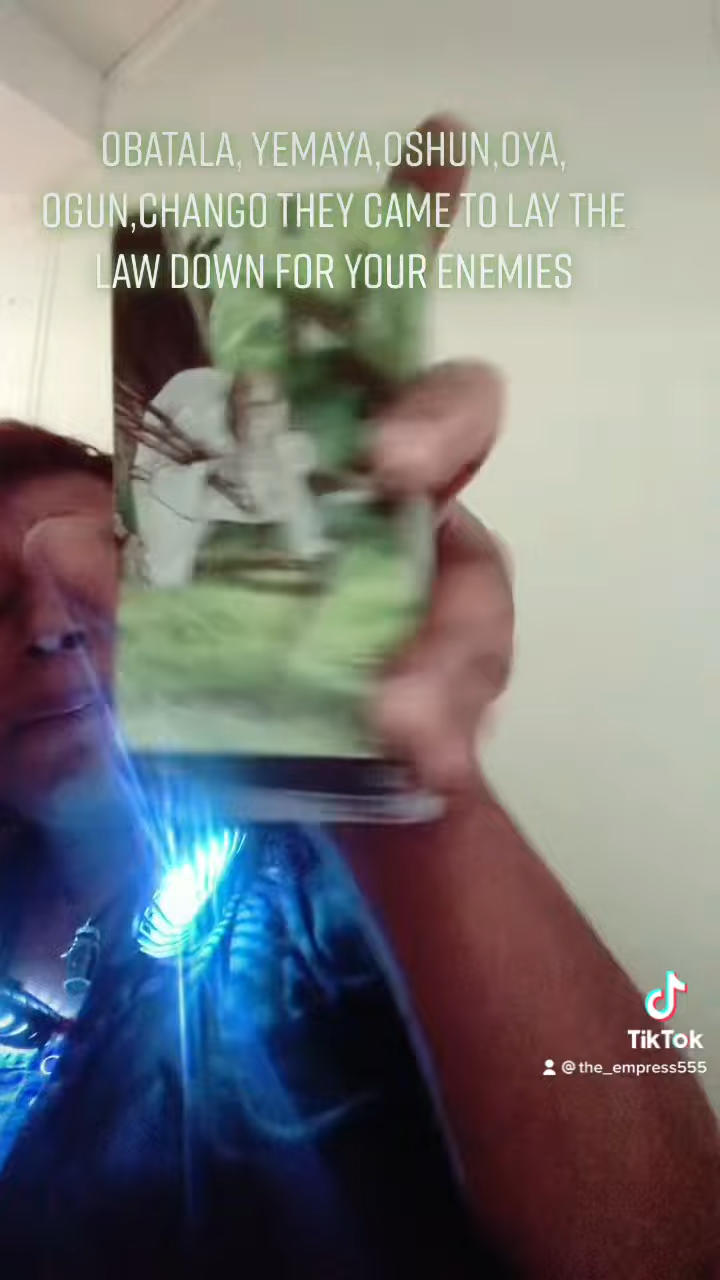 OBATALA, YEMAYA,OSHUN,OYA,
OGUN,CHANGO THEY CAME TO LAY THE
LAW DOWN FOR YOUR ENEMIES
TikTok
@the_empress555